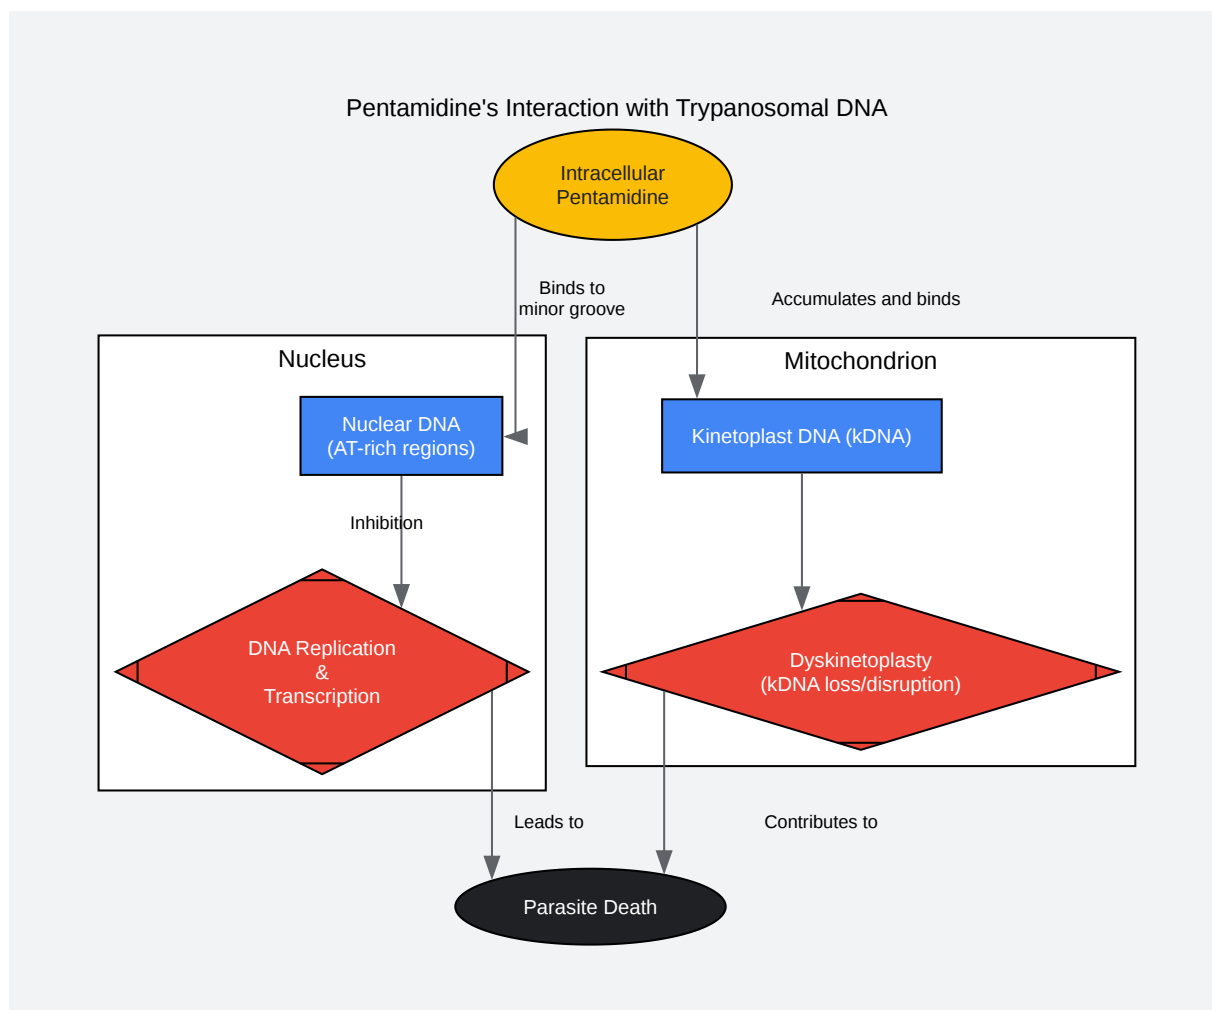 Pentamidine's Interaction with Trypanosomal DNA
Intracellular
Pentamidine
Binds to
minor groove
Accumulates and binds
Nucleus
Nuclear DNA
(AT-rich regions)
Inhibition
DNA Replication
&
Transcription
Mitochondrion
Kinetoplast DNA (kDNA)
Dyskinetoplasty
(kDNA loss/disruption)
Leads to
Contributes to
Parasite Death